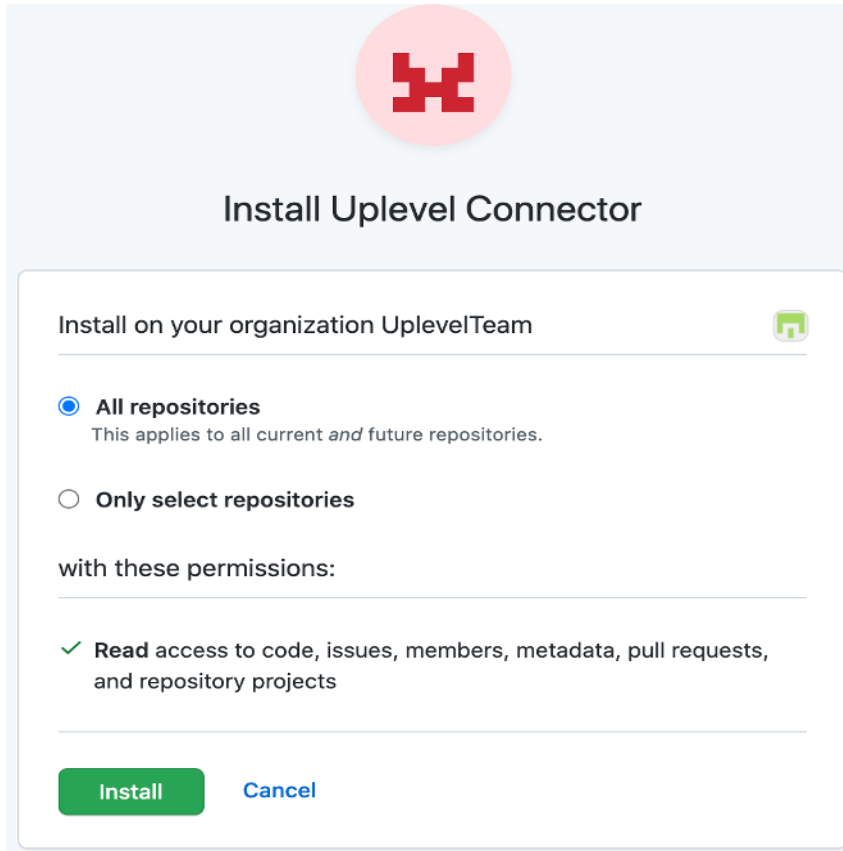 Install Uplevel Connector
Install on your organization UplevelTeam
All repositories
This applies to all current and future repositories.
Only select repositories
with these permissions:
Read access to code, issues, members, metadata, pull requests,
and repository projects
Install Cancel